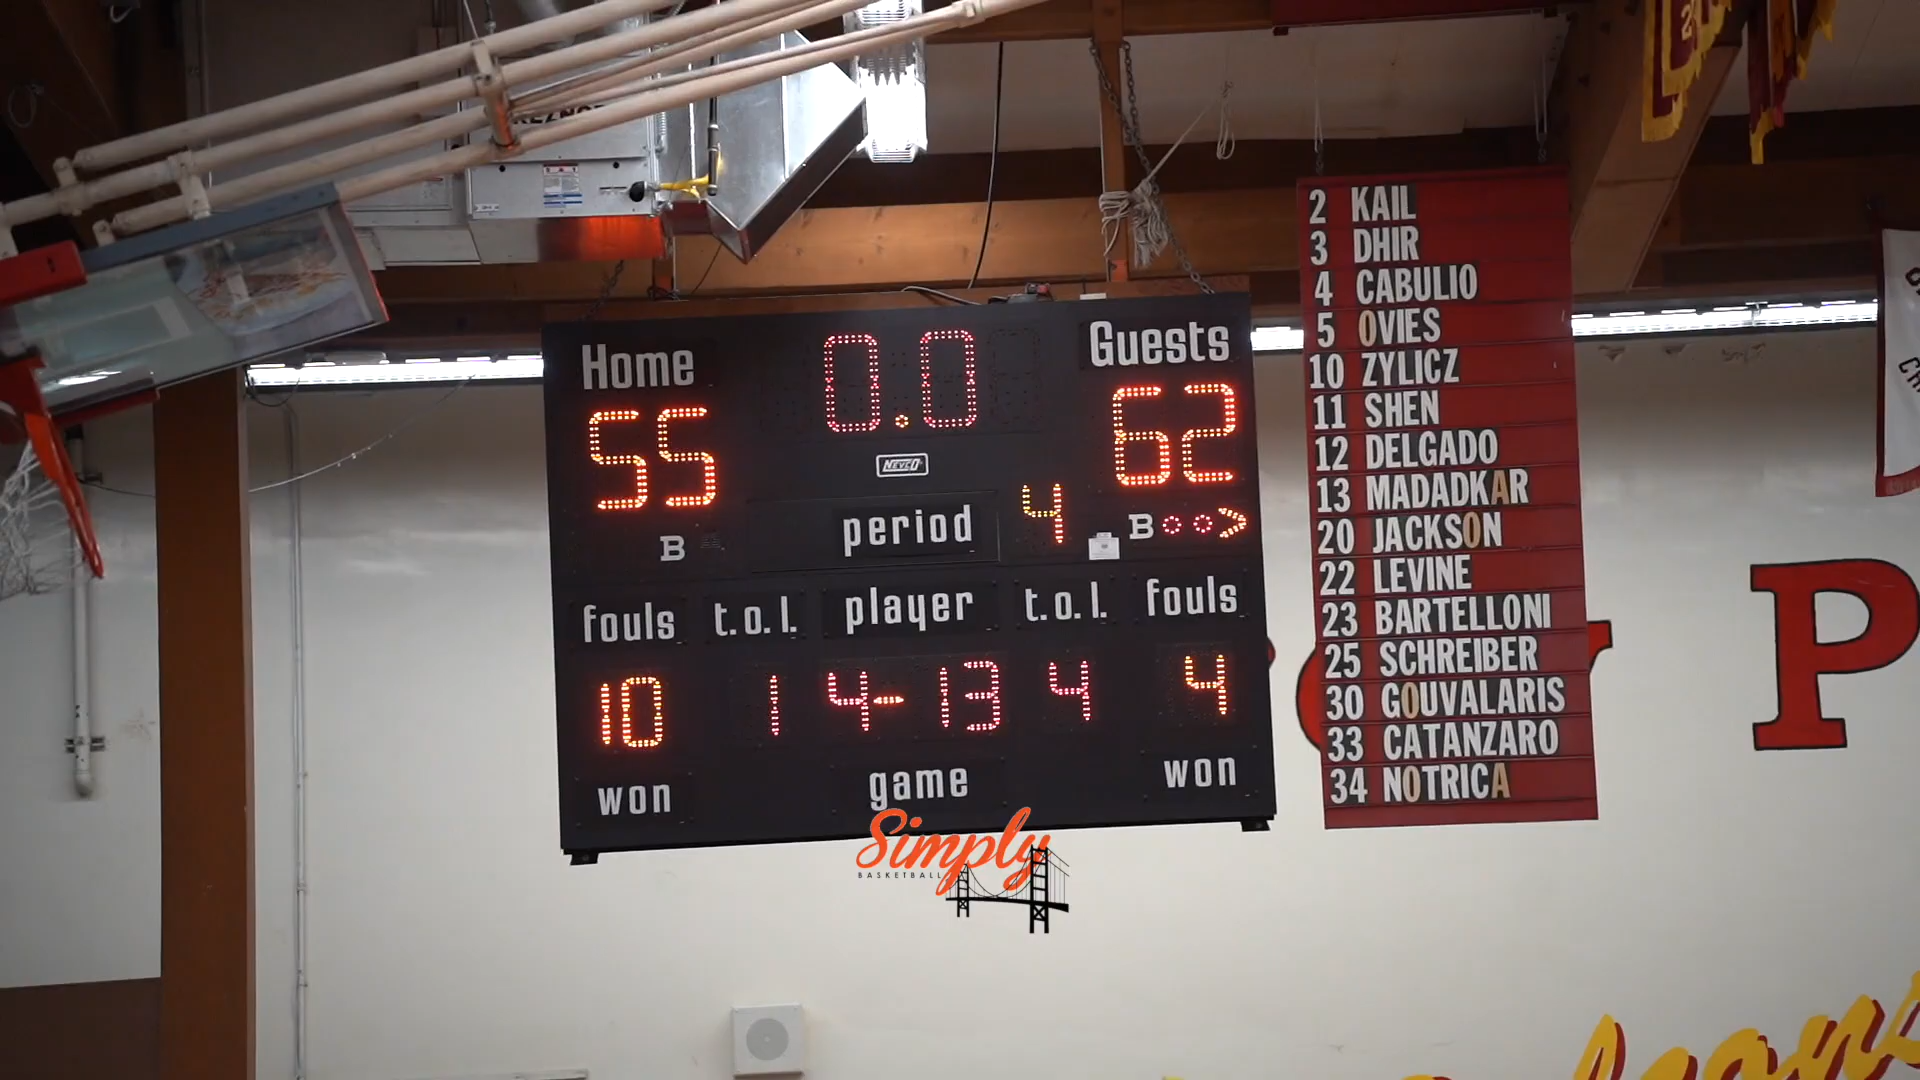 Home 0.0 Guests
55 62
NEVCO
B period 4 B
fouls t.o.l. player t.o.l. fouls
10 1 4-13 4 4
won game won
Simply
BASKETBALL
2 KAIL
3 DHIR
4 CABULIO
5 OVIES
10 ZYLICZ
11 SHEN
12 DELGADO
13 MADADKAR
20 JACKSON
22 LEVINE
23 BARTELLONI
25 SCHREIBER
30 GOUVALARIS
33 CATANZARO
34 NOTRICA
P